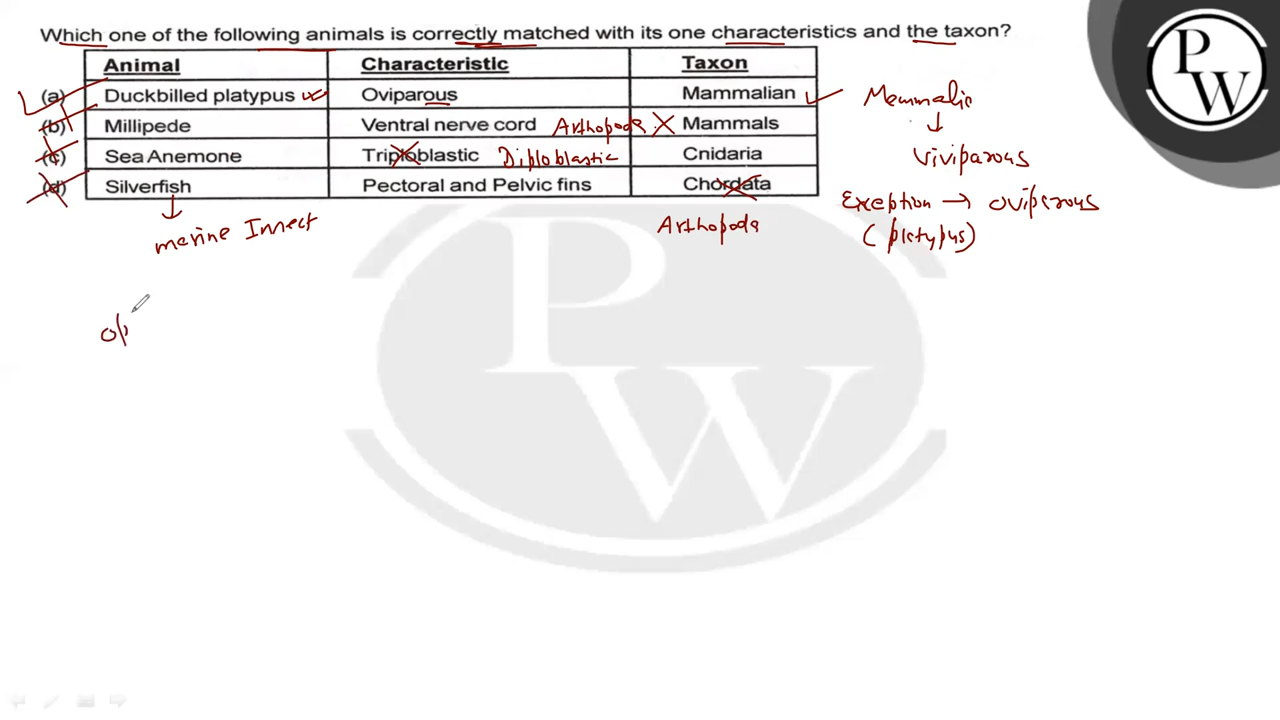 Which one of the following animals is correctly matched with its one characteristics and the taxon?
Animal Characteristic Taxon
(a) Duckbilled platypus Oviparous Mammalian
(b) Millipede Ventral nerve cord Arthopoda Mammals
(c) Sea Anemone Triploblastic Diploblastic Cnidaria
(d) Silverfish Pectoral and Pelvic fins Chordata
marine Insect
Arthopoda
Mammalia
Viviparous
Exeption → oviparous
(platypus)
op
P
W
P
W